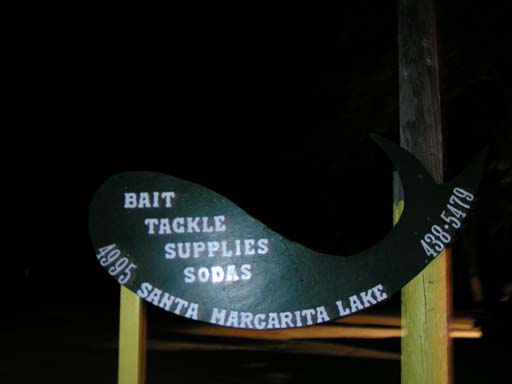 BAIT
TACKLE
SUPPLIES
SODAS
4995 SANTA MARGARITA LAKE
438-5479